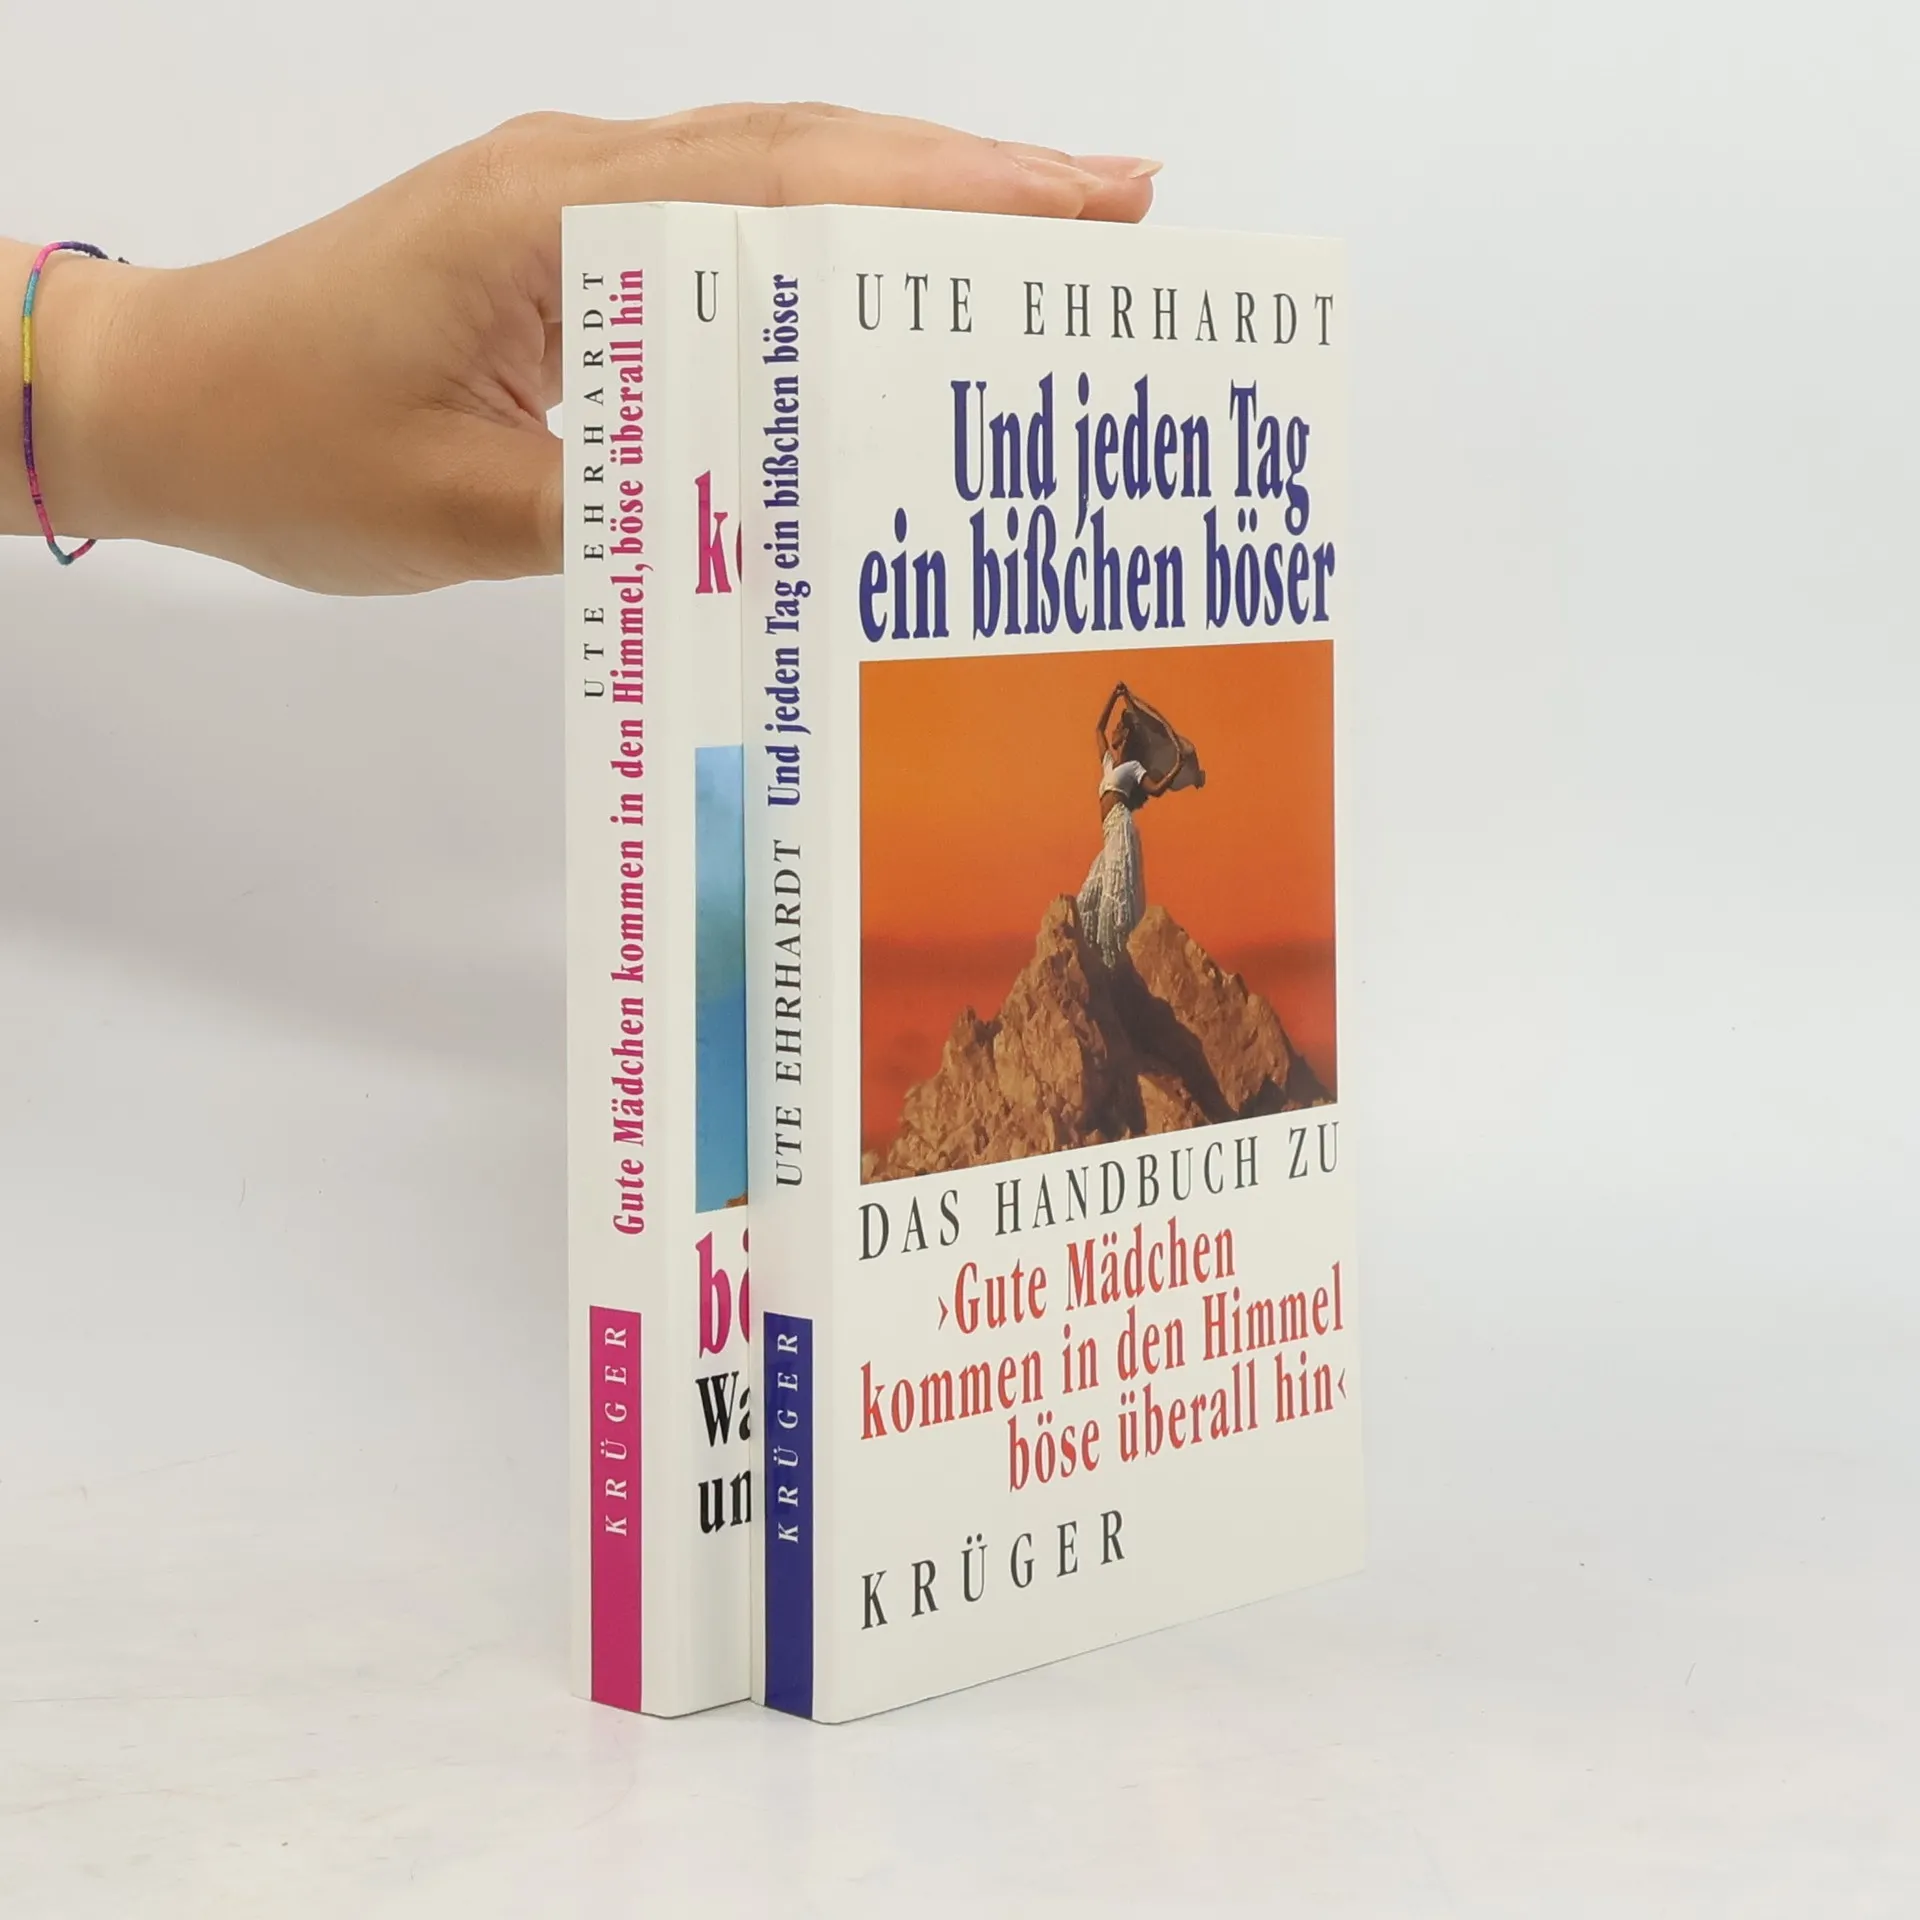 UTE EHRHARDT
Gute Mädchen kommen in den Himmel, böse überall hin
KRÜGER
U
UTE EHRHARDT Und jeden Tag ein bißchen böser
KRÜGER
UTE EHRHARDT
Und jeden Tag
ein bißchen böser
DAS HANDBUCH ZU
›Gute Mädchen
kommen in den Himmel
böse überall hin‹
KRÜGER